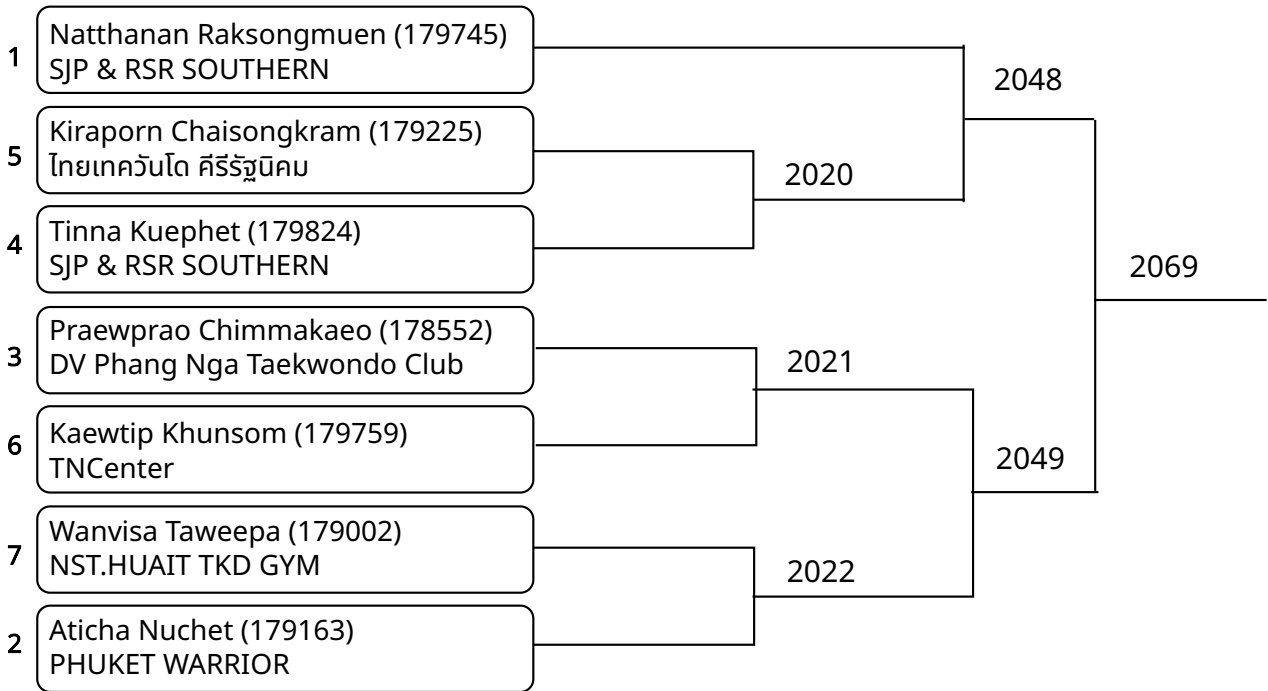 1
Natthanan Raksongmuen (179745)
SJP & RSR SOUTHERN
2048
5
Kiraporn Chaisongkram (179225)
ไทยเทควันโด คีรีรัฐนิคม
2020
4
Tinna Kuephet (179824)
SJP & RSR SOUTHERN
2069
3
Praewprao Chimmakaeo (178552)
DV Phang Nga Taekwondo Club
2021
6
Kaewtip Khunsom (179759)
TNCenter
2049
7
Wanvisa Taweepa (179002)
NST.HUAIT TKD GYM
2022
2
Aticha Nuchet (179163)
PHUKET WARRIOR